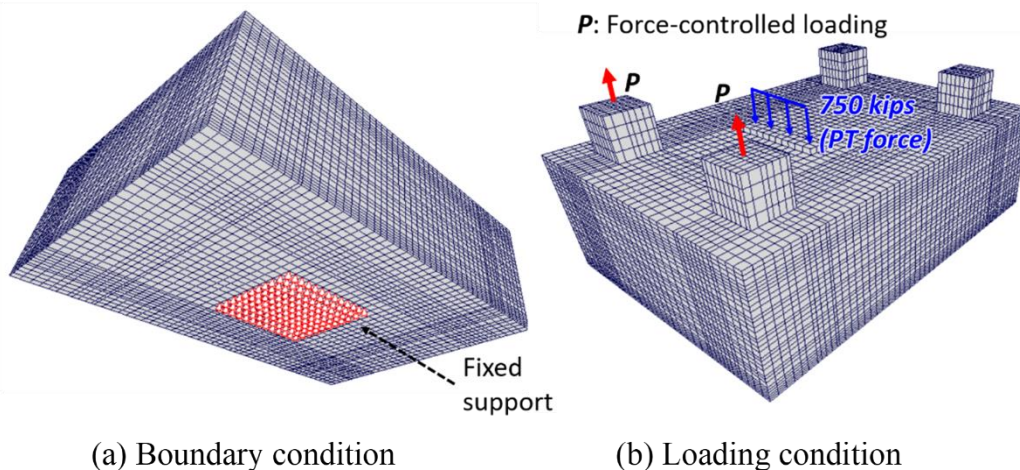 P: Force-controlled loading
P
P
750 kips
(PT force)
Fixed
support
(a) Boundary condition
(b) Loading condition